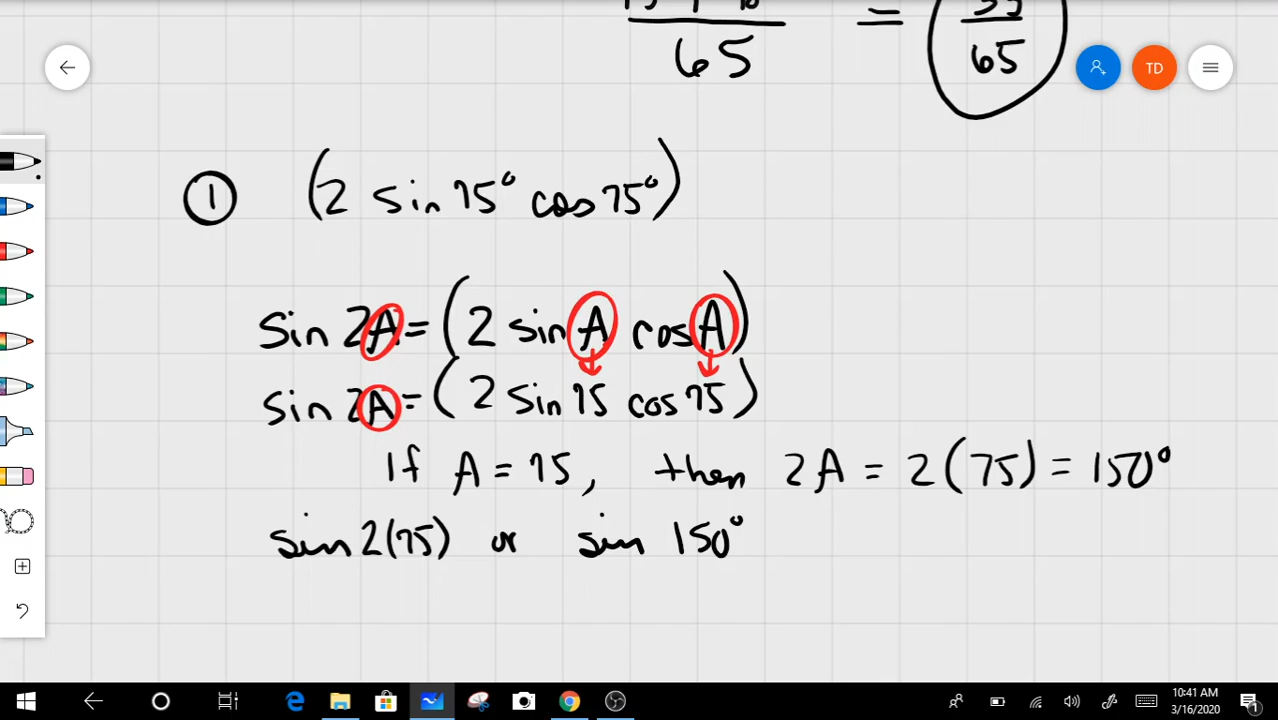 65 = 65
TD
① (2 sin 75° cos 75°)
sin 2A = (2 sin A cos A)
sin 2A = (2 sin 75 cos 75)
If A = 75, then 2A = 2(75) = 150°
sin 2(75) or sin 150°
10:41 AM
3/16/2020